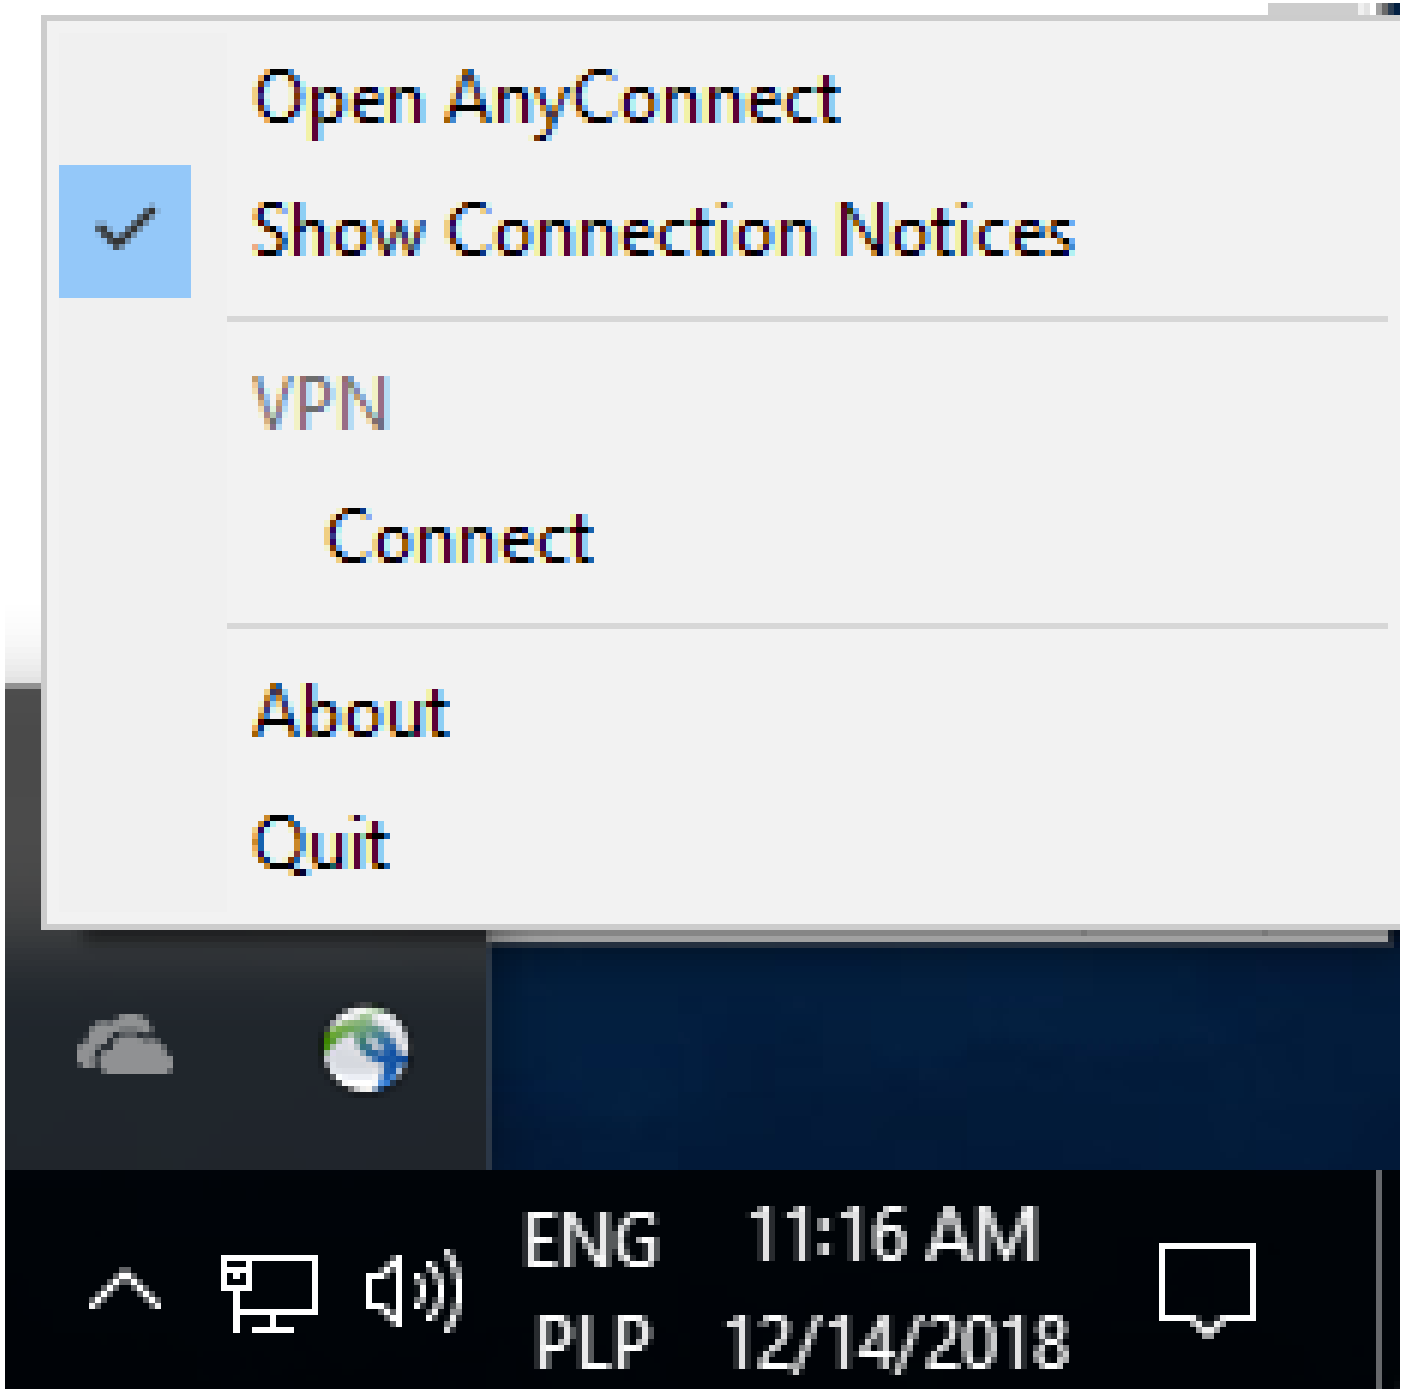 Open AnyConnect
Show Connection Notices
VPN
Connect
About
Quit
ENG
11:16 AM
PLP
12/14/2018